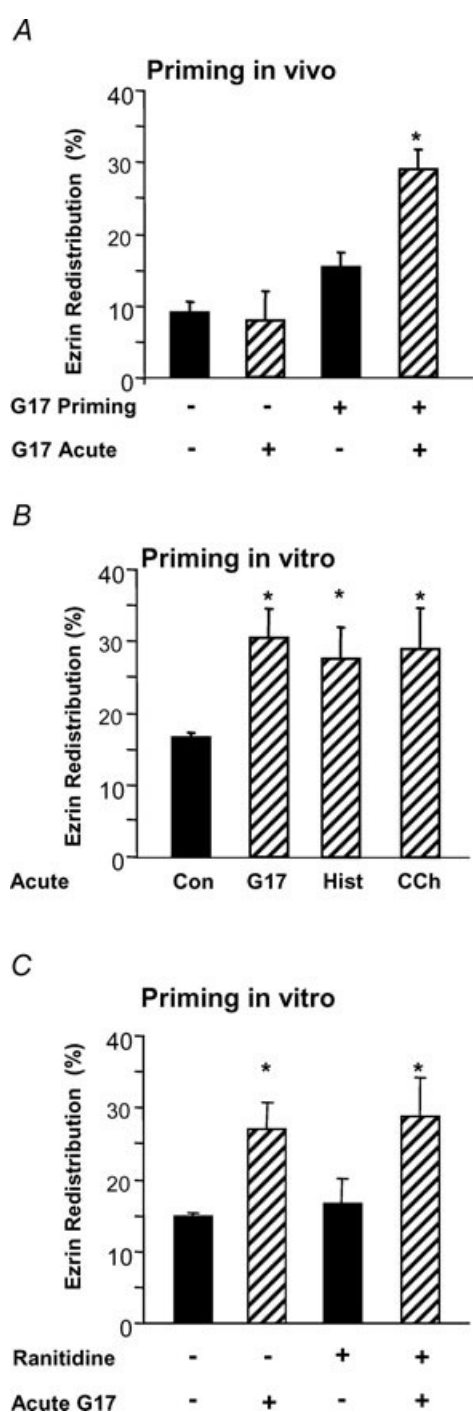 A
Priming in vivo
Ezrin Redistribution (%)
40
30
20
10
0
*
G17 Priming - - + +
G17 Acute - + - +
B
Priming in vitro
Ezrin Redistribution (%)
40
30
20
10
0
* * *
Acute Con G17 Hist CCh
C
Priming in vitro
Ezrin Redistribution (%)
40
30
20
10
0
* *
Ranitidine - - + +
Acute G17 - + - +